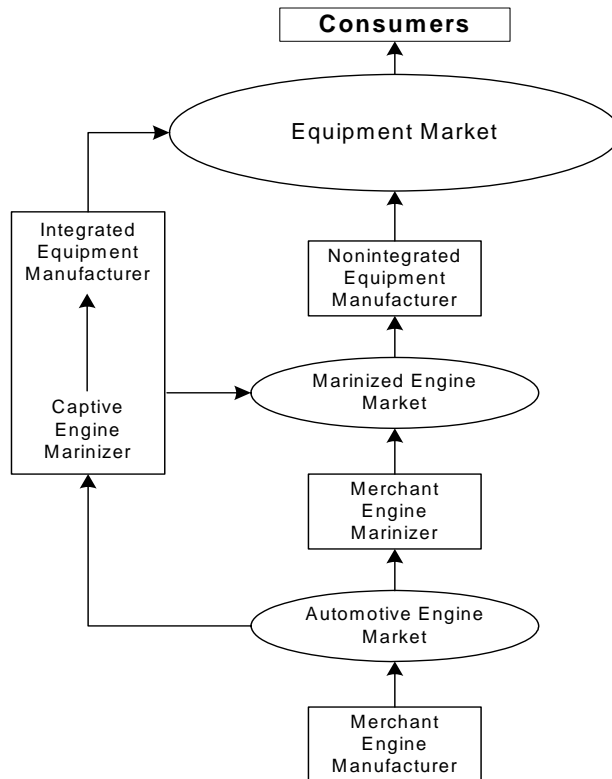 Consumers
Equipment Market
Integrated
Equipment
Manufacturer
Nonintegrated
Equipment
Manufacturer
Captive
Engine
Marinizer
Marinized Engine
Market
Merchant
Engine
Marinizer
Automotive Engine
Market
Merchant
Engine
Manufacturer